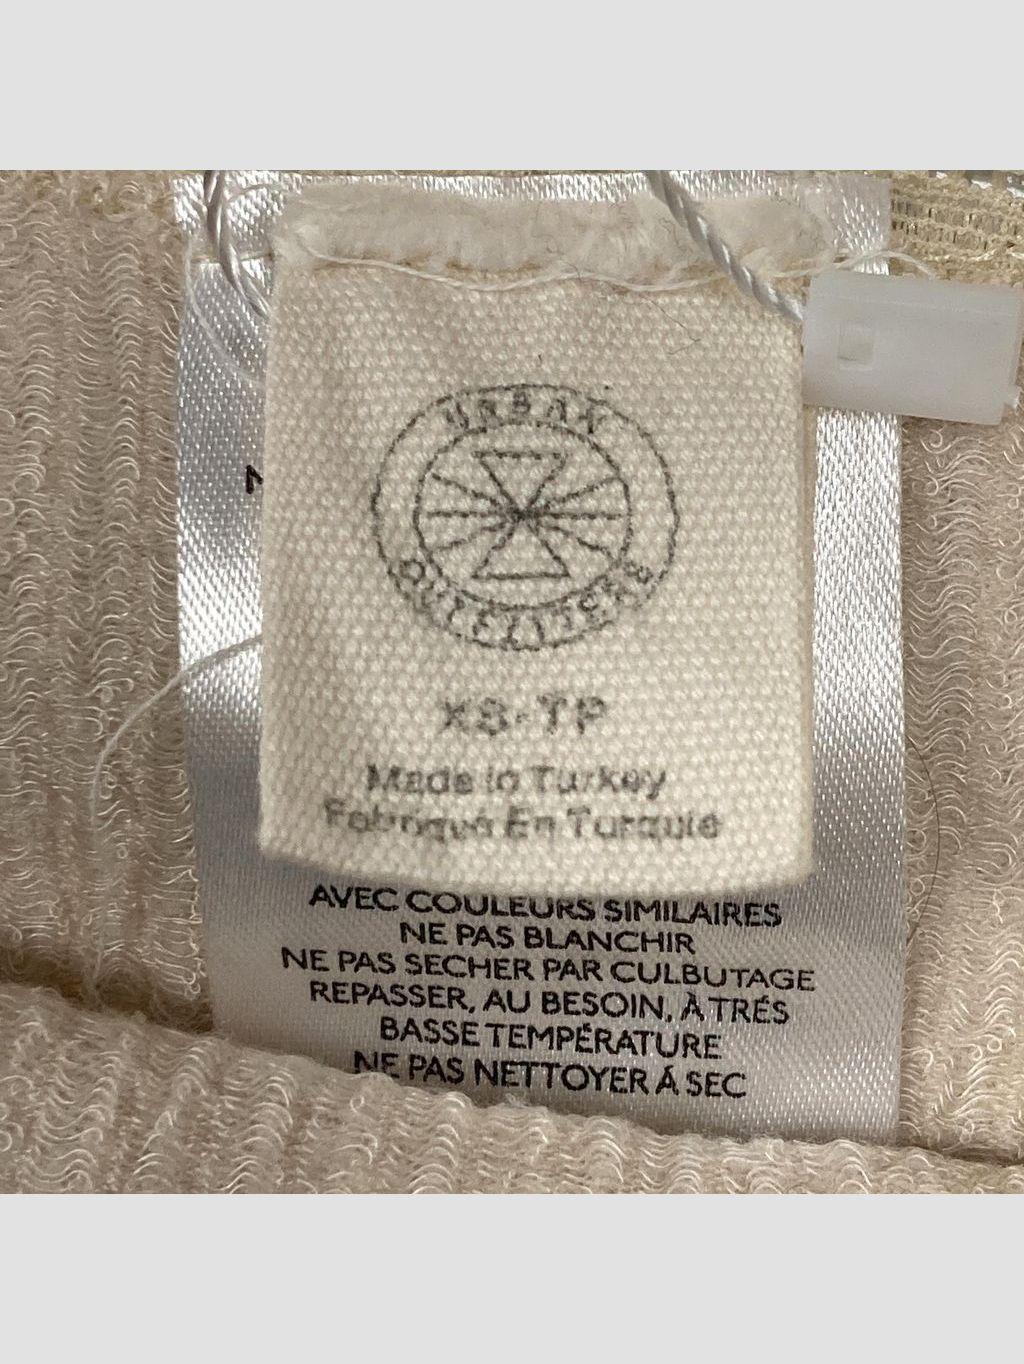 URBAN
OUTFITTERS
XS-TP
Made In Turkey
Fabriqué En Turquie
AVEC COULEURS SIMILAIRES
NE PAS BLANCHIR
NE PAS SECHER PAR CULBUTAGE
REPASSER, AU BESOIN, À TRÉS
BASSE TEMPÉRATURE
NE PAS NETTOYER Á SEC